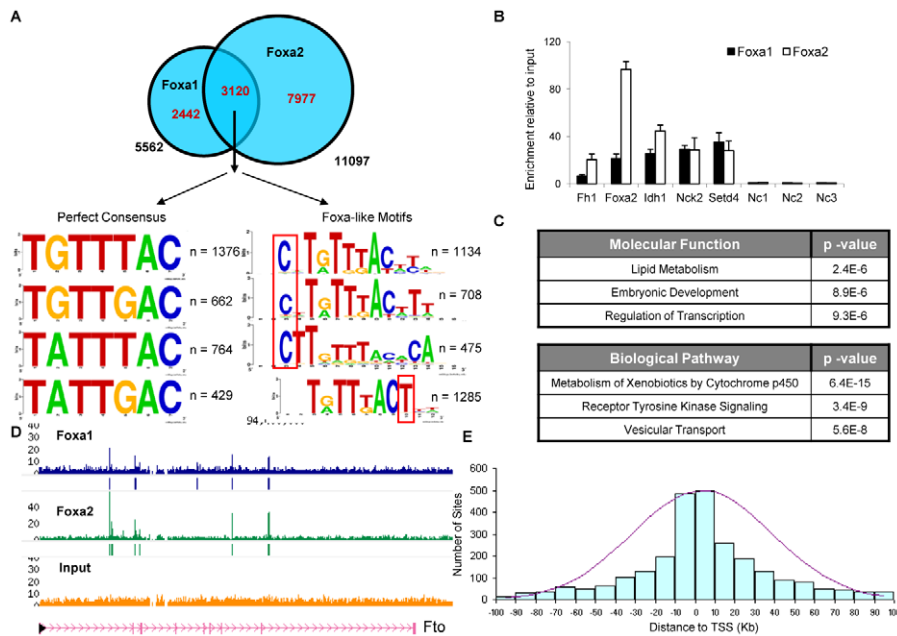 A
Foxa1
Foxa2
2442
3120
7977
5562
11097
Perfect Consensus
Foxa-like Motifs
TGTTTAC
n = 1376
TGTTGAC
n = 662
TATTTAC
n = 764
TATTGAC
n = 429
n = 1134
n = 708
n = 475
n = 1285
B
Foxa1
Foxa2
Enrichment relative to input
120
80
40
0
Fh1 Foxa2 Idh1 Nck2 Setd4 Nc1 Nc2 Nc3
C
Molecular Function p -value
Lipid Metabolism 2.4E-6
Embryonic Development 8.9E-6
Regulation of Transcription 9.3E-6
Biological Pathway p -value
Metabolism of Xenobiotics by Cytochrome p450 6.4E-15
Receptor Tyrosine Kinase Signaling 3.4E-9
Vesicular Transport 5.6E-8
D
40
Foxa1
30
20
10
0
Foxa2
40
20
0
40
Input
30
20
10
0
Fto
E
Number of Sites
600
500
400
300
200
100
0
-100 -90 -80 -70 -60 -50 -40 -30 -20 -10 0 10 20 30 40 50 60 70 80 90 100
Distance to TSS (Kb)